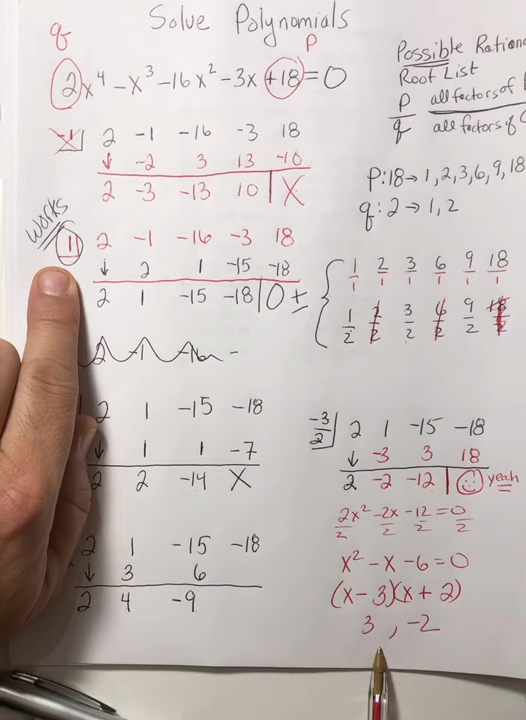 Solve Polynomials
q
p
2x⁴ - x³ - 16x² - 3x + 18 = 0
-1 2 -1 -16 -3 18
↓ -2 3 13 -10
2 -3 -13 10 X
works
1 2 -1 -16 -3 18
↓ 2 1 -15 -18
2 1 -15 -18 0 ±
2 -1 -16 -
2 1 -15 -18
↓ 1 1 -7
2 2 -14 X
2 1 -15 -18
↓ 3 6
2 4 -9
Possible
Root List
p/q all factors of
all factors of
p: 18 → 1, 2, 3, 6, 9, 18
q: 2 → 1, 2
1/1 2/1 3/1 6/1 9/1 18/1
1/2 2/2 3/2 6/2 9/2 18/2
-3/2 2 1 -15 -18
↓ -3 3 18
2 -2 -12 yeah
2x²/2 - 2x/2 - 12/2 = 0/2
x² - x - 6 = 0
(x - 3)(x + 2)
3, -2